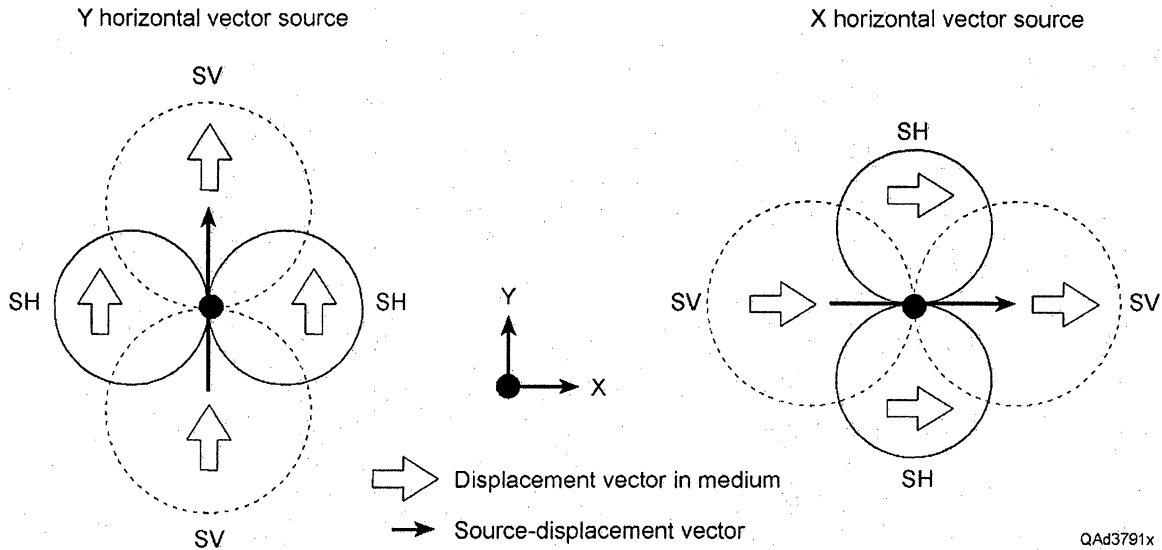 Y horizontal vector source
X horizontal vector source
SV
SH
SH
SH
SV
SV
SH
SV
Y
X
Displacement vector in medium
Source-displacement vector
QAd3791x